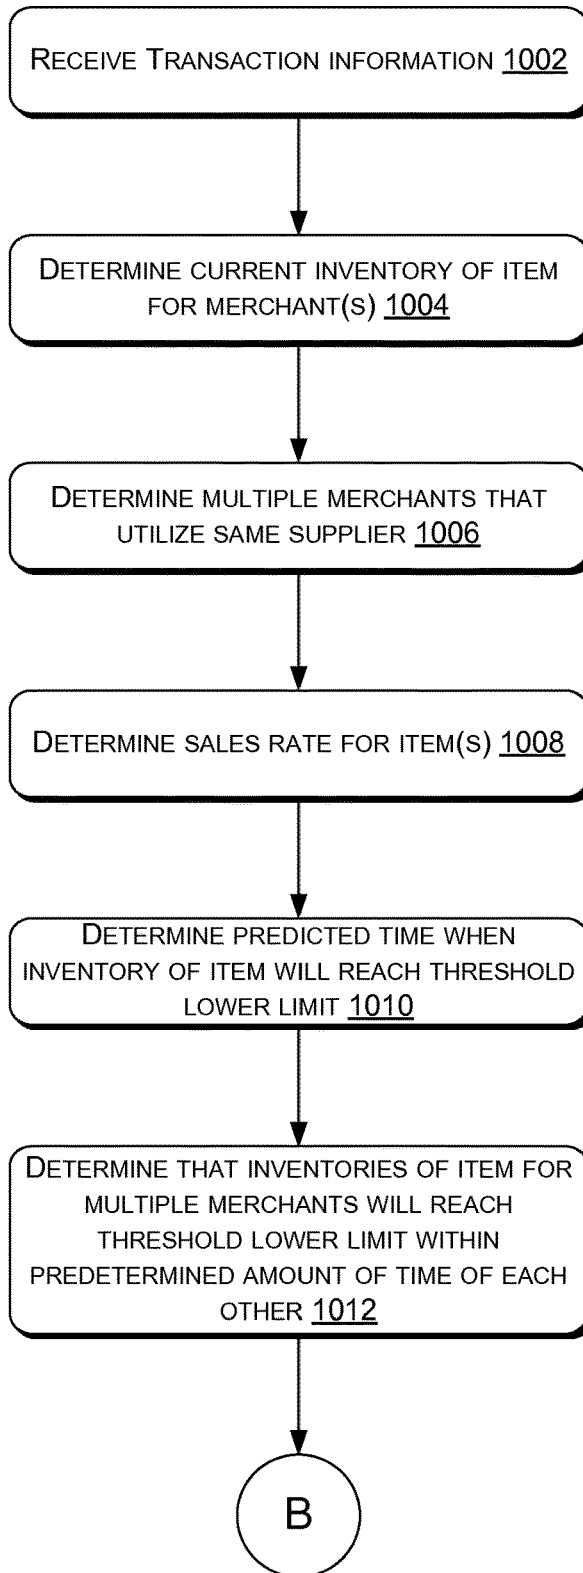 RECEIVE TRANSACTION INFORMATION 1002
DETERMINE CURRENT INVENTORY OF ITEM
FOR MERCHANT(S) 1004
DETERMINE MULTIPLE MERCHANTS THAT
UTILIZE SAME SUPPLIER 1006
DETERMINE SALES RATE FOR ITEM(S) 1008
DETERMINE PREDICTED TIME WHEN
INVENTORY OF ITEM WILL REACH THRESHOLD
LOWER LIMIT 1010
DETERMINE THAT INVENTORIES OF ITEM FOR
MULTIPLE MERCHANTS WILL REACH
THRESHOLD LOWER LIMIT WITHIN
PREDETERMINED AMOUNT OF TIME OF EACH
OTHER 1012
B